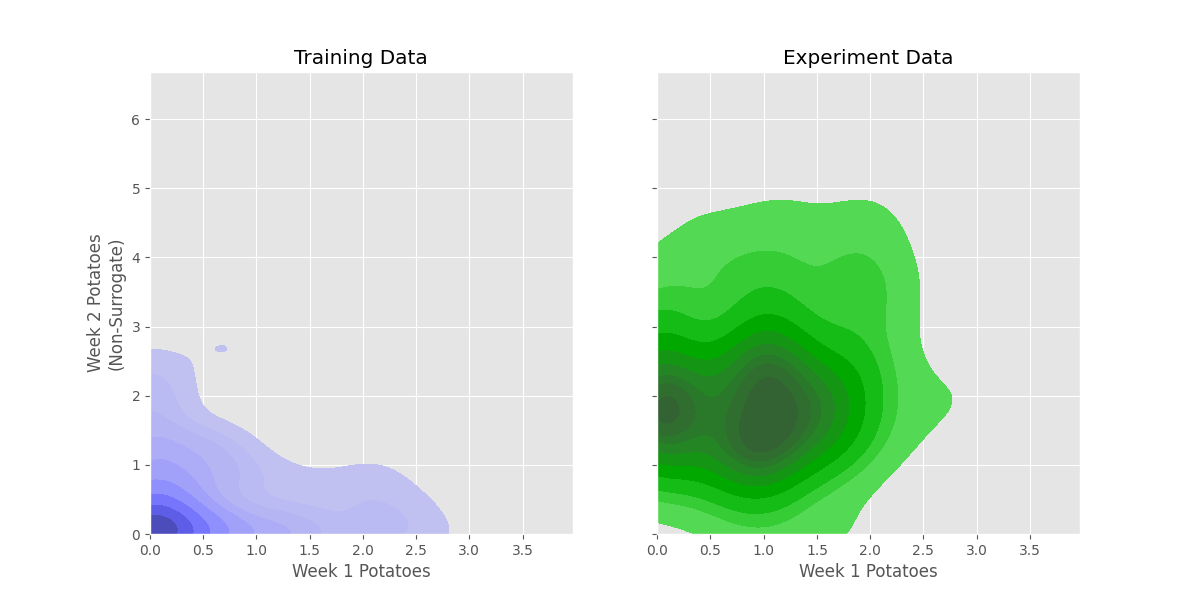 Training Data
Experiment Data
Week 2 Potatoes
(Non-Surrogate)
6
5
4
3
2
1
0
0.0 0.5 1.0 1.5 2.0 2.5 3.0 3.5
0.0 0.5 1.0 1.5 2.0 2.5 3.0 3.5
Week 1 Potatoes
Week 1 Potatoes